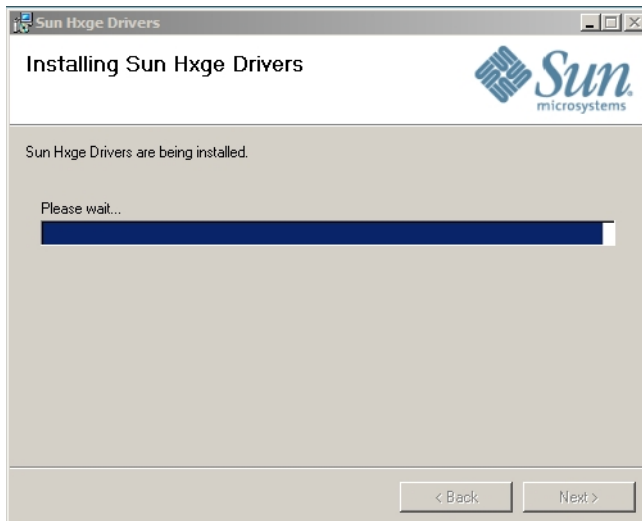 Sun Hxge Drivers
Installing Sun Hxge Drivers
Sun
microsystems
Sun Hxge Drivers are being installed.
Please wait...
< Back
Next >